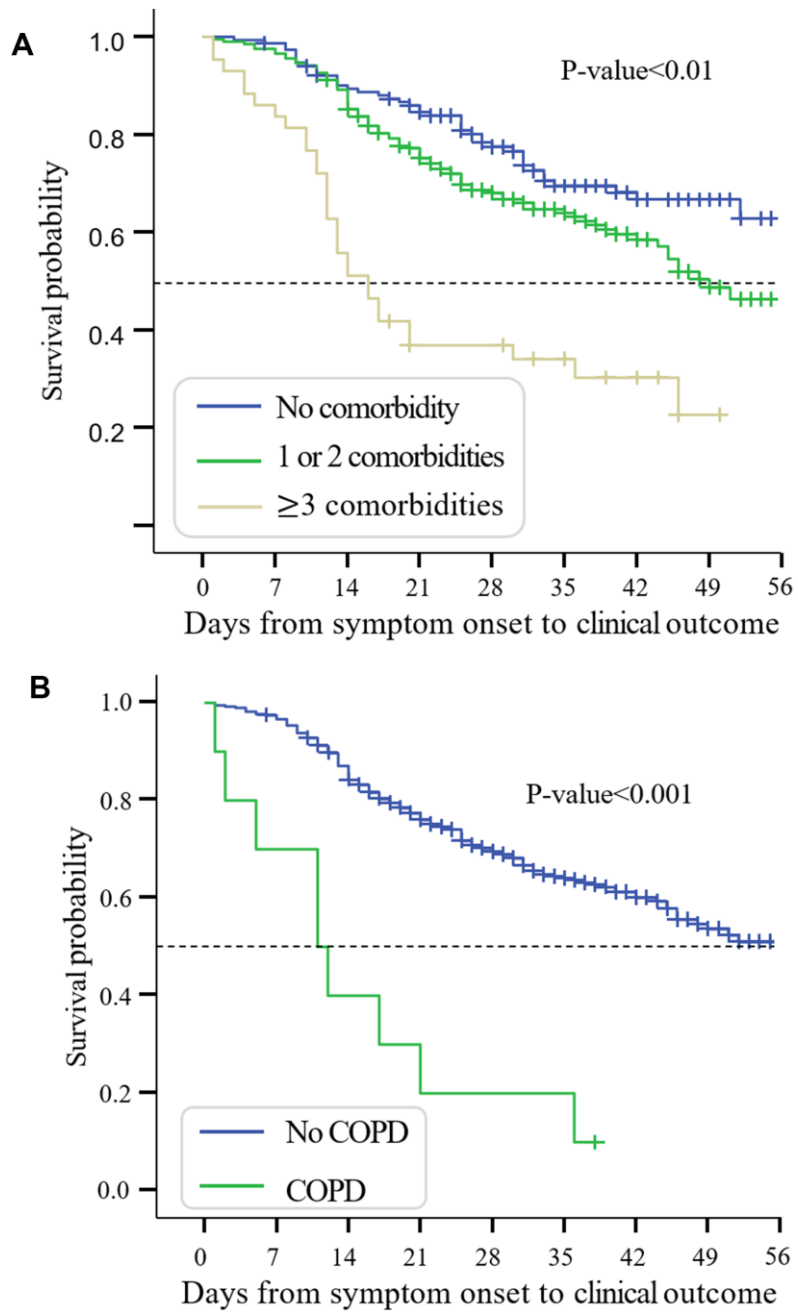 A
1.0
0.8
0.6
0.4
0.2
Survival probability
P-value<0.01
No comorbidity
1 or 2 comorbidities
≥3 comorbidities
0 7 14 21 28 35 42 49 56
Days from symptom onset to clinical outcome
B
1.0
0.8
0.6
0.4
0.2
0.0
Survival probability
P-value<0.001
No COPD
COPD
0 7 14 21 28 35 42 49 56
Days from symptom onset to clinical outcome